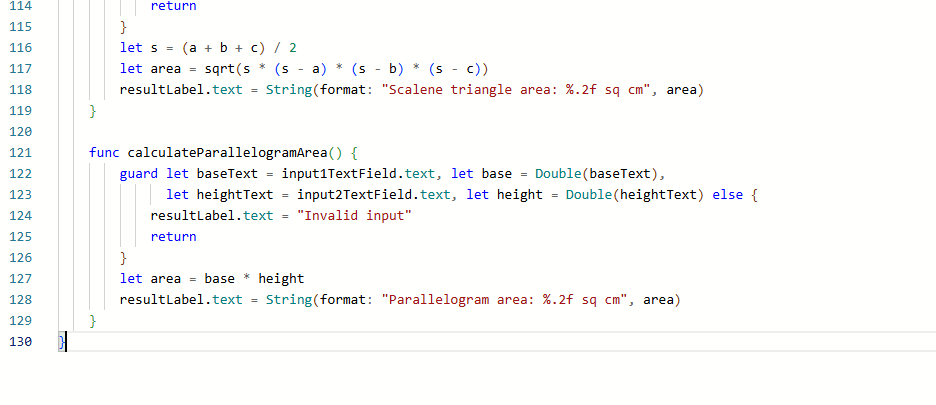 114             return
115         }
116         let s = (a + b + c) / 2
117         let area = sqrt(s * (s - a) * (s - b) * (s - c))
118         resultLabel.text = String(format: "Scalene triangle area: %.2f sq cm", area)
119     }
120
121     func calculateParallelogramArea() {
122         guard let baseText = input1TextField.text, let base = Double(baseText),
123               let heightText = input2TextField.text, let height = Double(heightText) else {
124             resultLabel.text = "Invalid input"
125             return
126         }
127         let area = base * height
128         resultLabel.text = String(format: "Parallelogram area: %.2f sq cm", area)
129     }
130 }